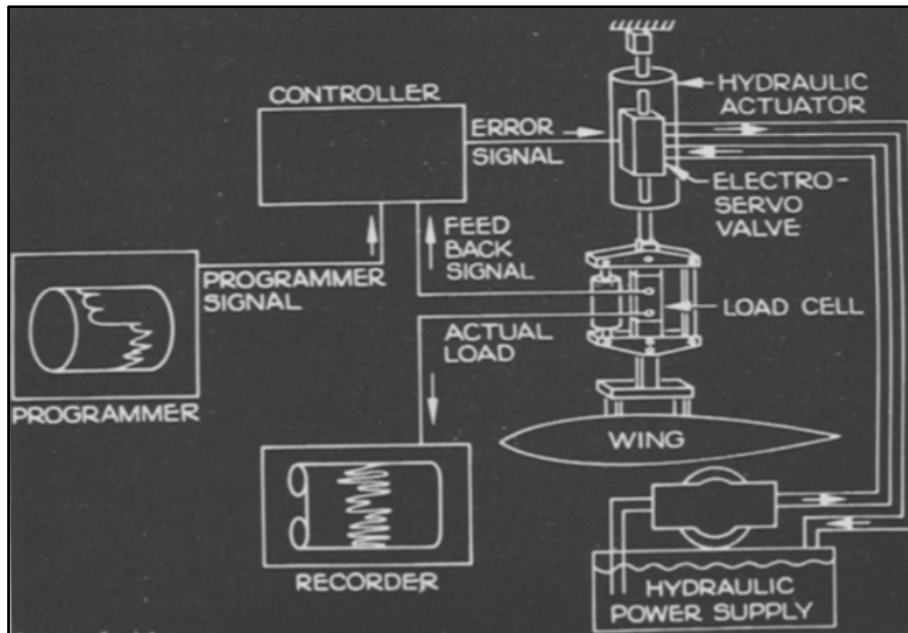 CONTROLLER
HYDRAULIC
ACTUATOR
ERROR
SIGNAL
ELECTRO-
SERVO
VALVE
FEED
BACK
SIGNAL
PROGRAMMER
SIGNAL
LOAD CELL
ACTUAL
LOAD
PROGRAMMER
WING
RECORDER
HYDRAULIC
POWER SUPPLY